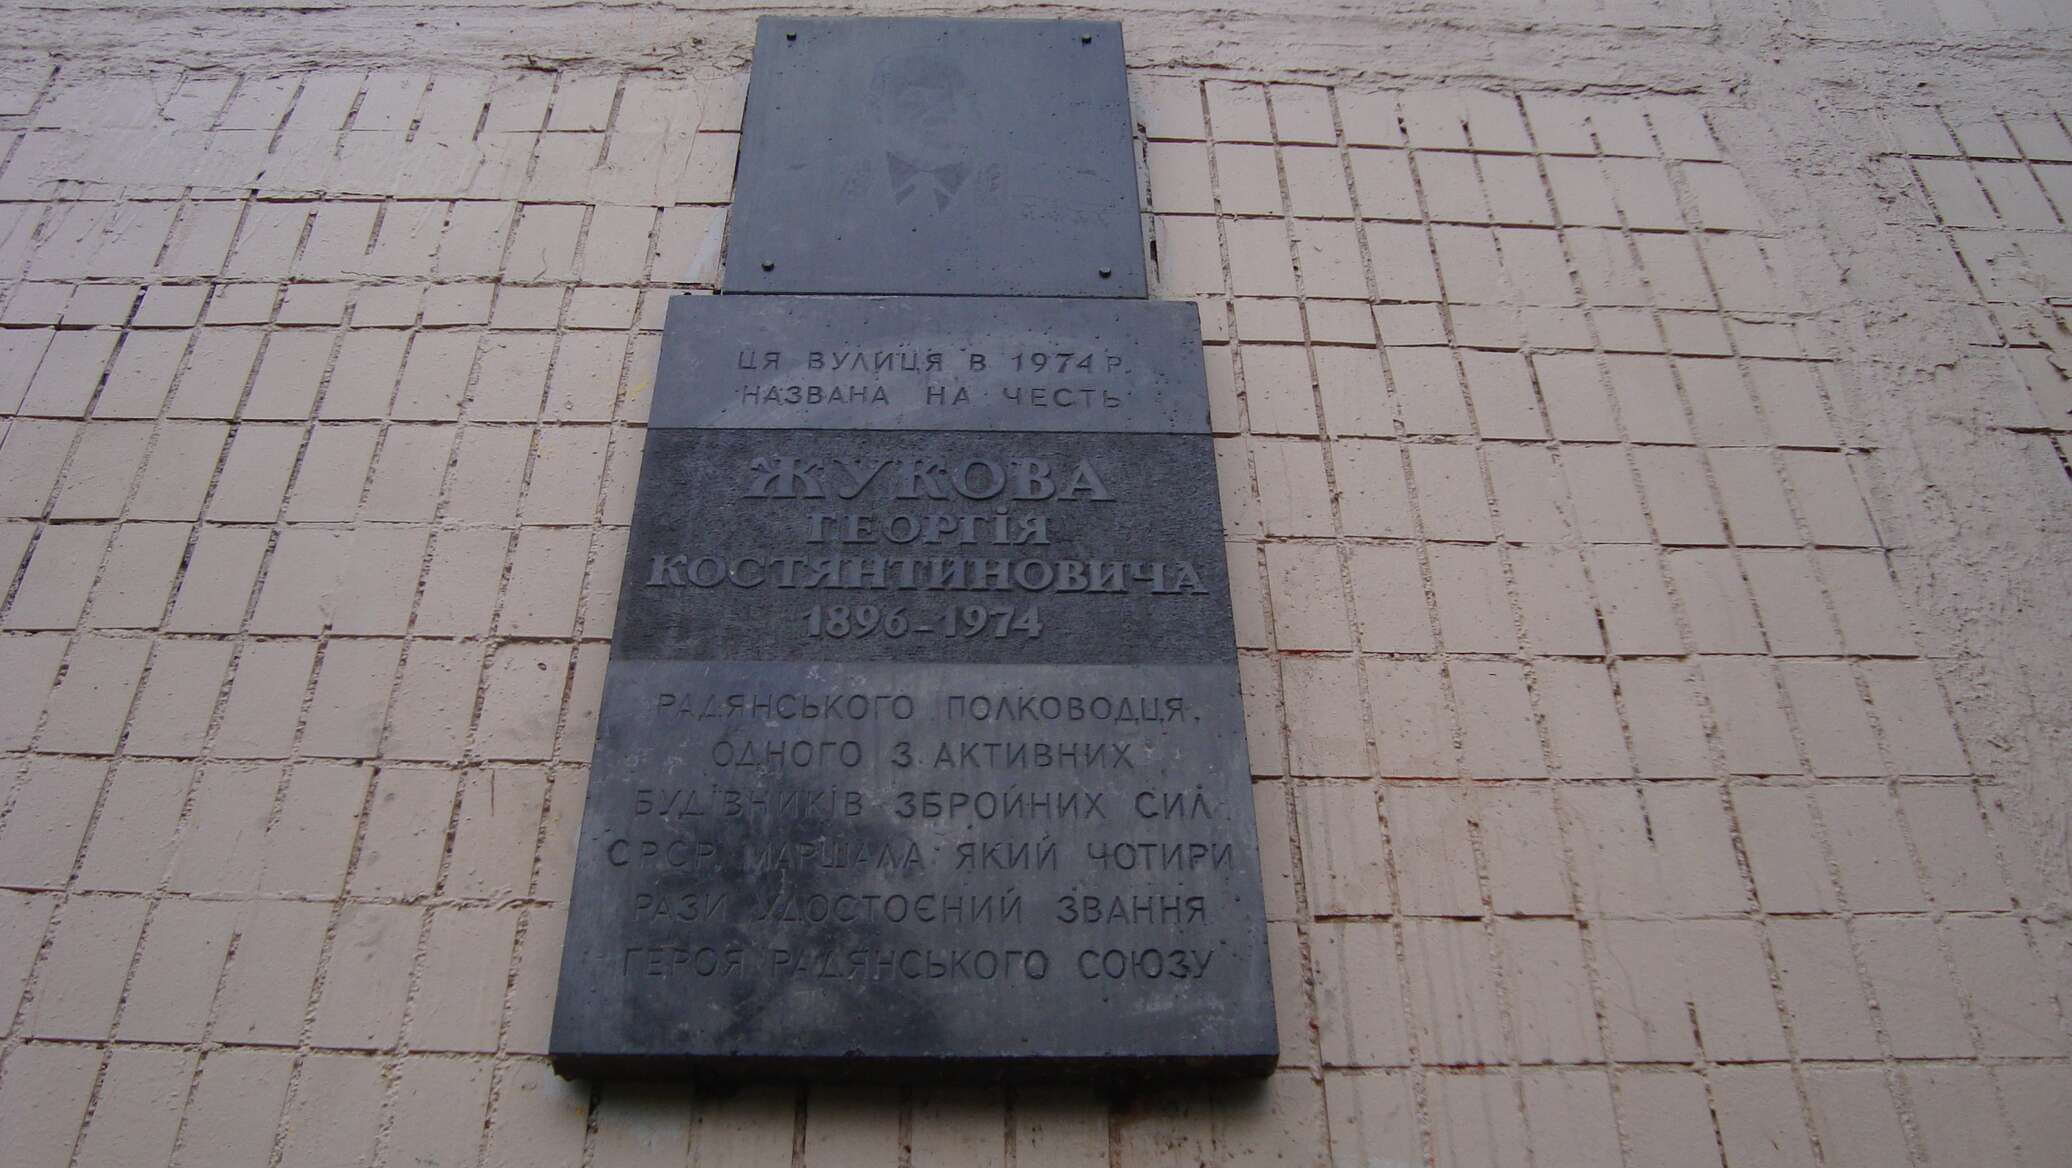 ЦЯ ВУЛИЦЯ В 1974 Р.
НАЗВАНА НА ЧЕСТЬ
ЖУКОВА
ГЕОРГІЯ
КОСТЯНТИНОВИЧА
1896-1974
РАДЯНСЬКОГО ПОЛКОВОДЦЯ,
ОДНОГО З АКТИВНИХ
БУДІВНИКІВ ЗБРОЙНИХ СИЛ
СРСР, МАРШАЛА ЯКИЙ ЧОТИРИ
РАЗИ УДОСТОЄНИЙ ЗВАННЯ
ГЕРОЯ РАДЯНСЬКОГО СОЮЗУ